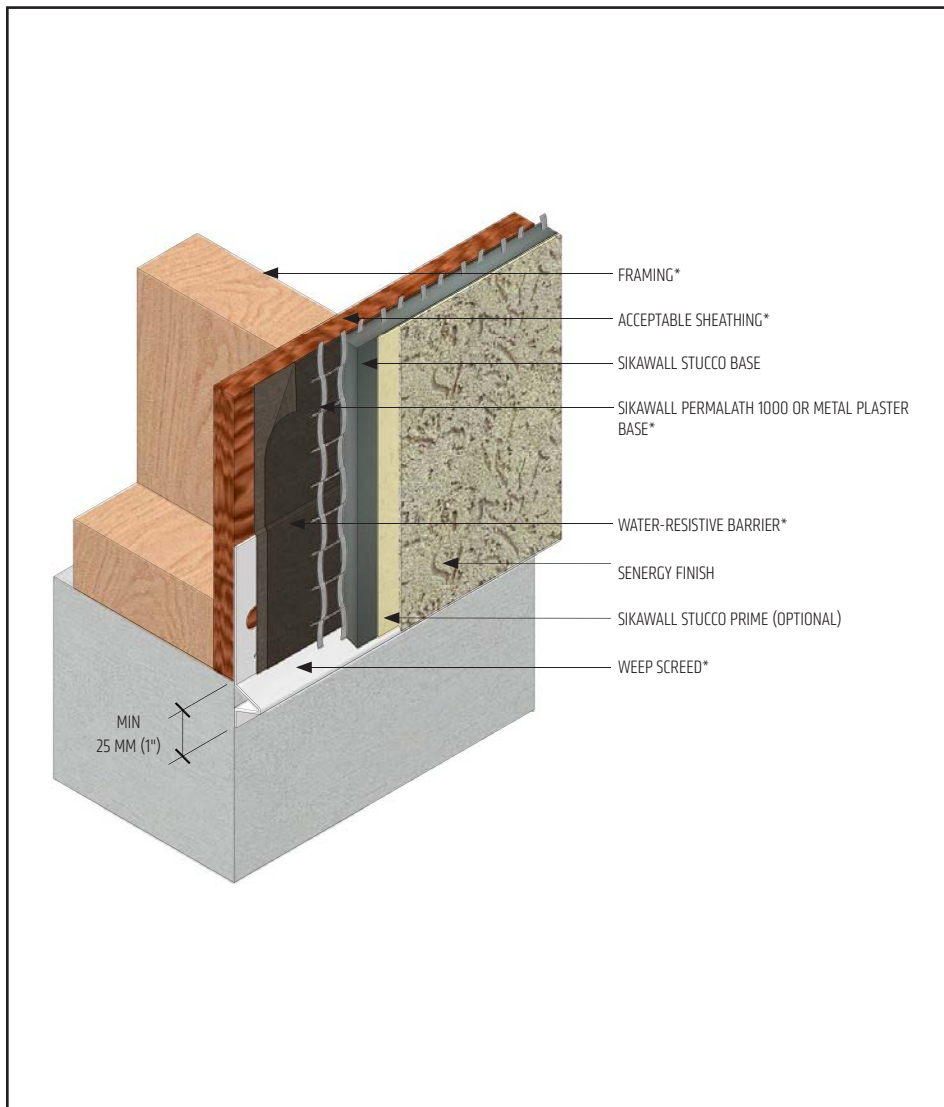 FRAMING*
ACCEPTABLE SHEATHING*
SIKAWALL STUCCO BASE
SIKAWALL PERMALATH 1000 OR METAL PLASTER
BASE*
WATER-RESISTIVE BARRIER*
SENERGY FINISH
SIKAWALL STUCCO PRIME (OPTIONAL)
WEEP SCREED*
MIN
25 MM (1")